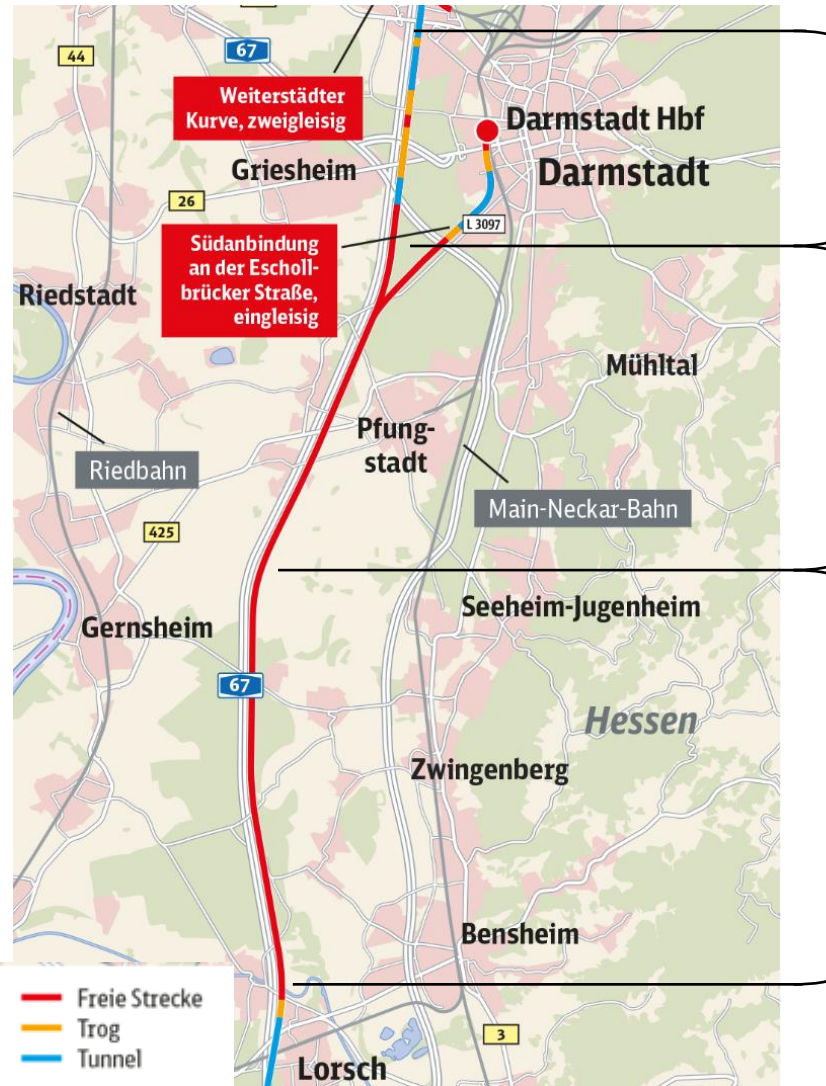 44
67
Weiterstädter
Kurve, zweigleisig
Darmstadt Hbf
Darmstadt
Griesheim
26
L 3097
Südanbindung
an der Escholl-
brücker Straße,
eingleisig
Riedstadt
Mühltal
Pfung-
stadt
Riedbahn
Main-Neckar-Bahn
425
Seeheim-Jugenheim
Gernsheim
67
Hessen
Zwingenberg
Bensheim
Freie Strecke
Trog
Tunnel
3
Lorsch